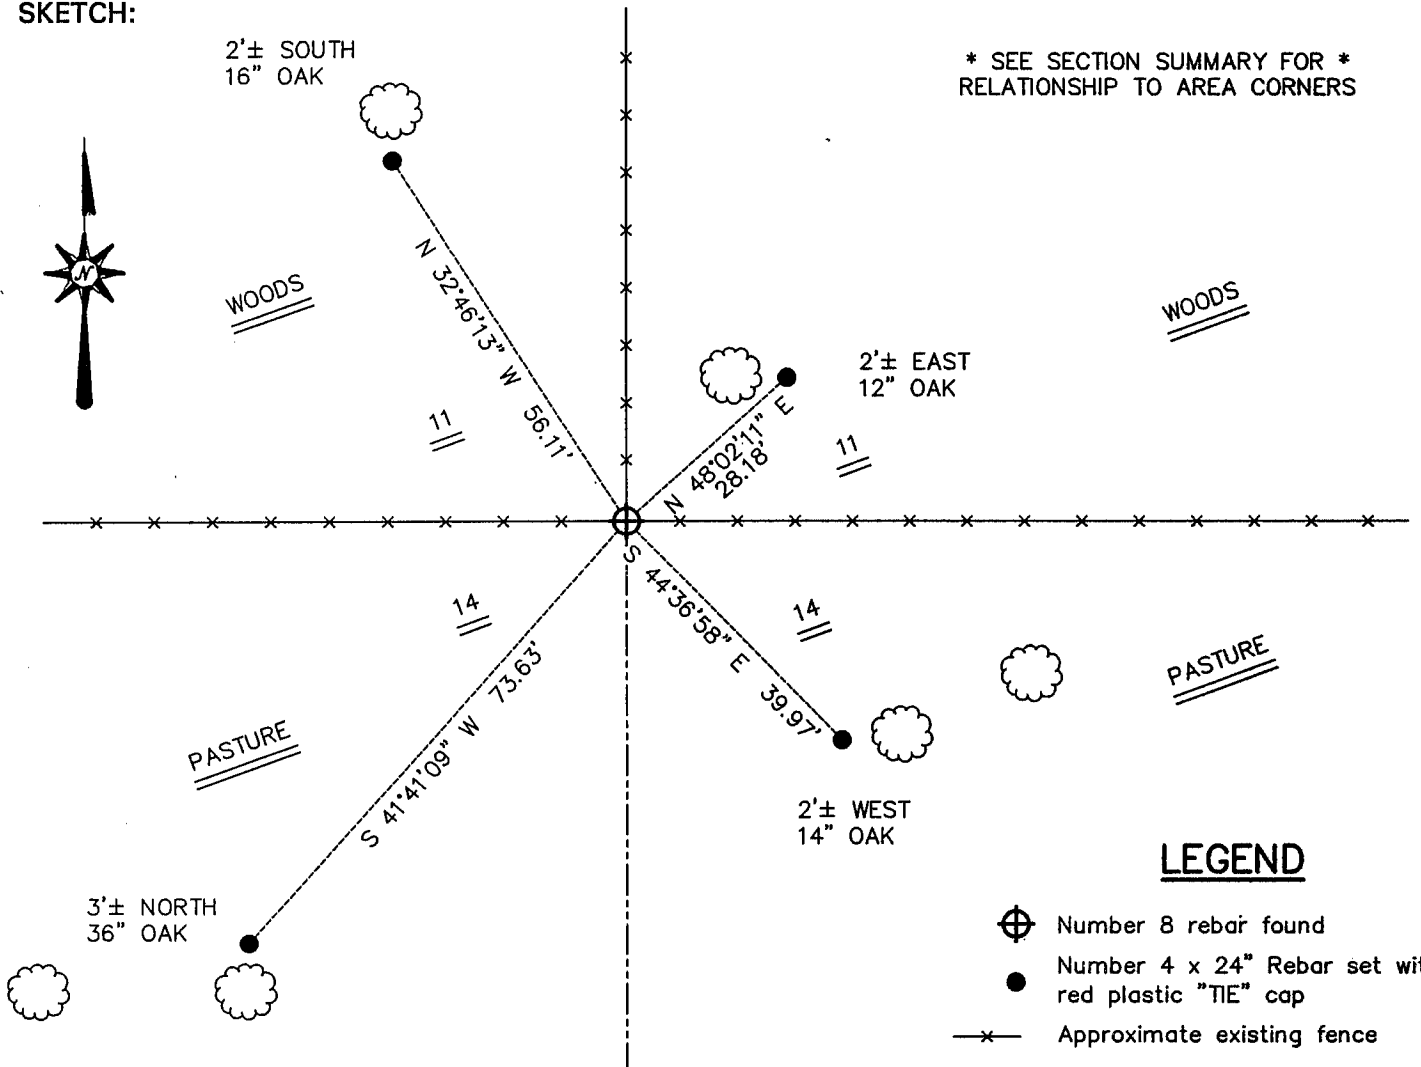 SKETCH:
2'± SOUTH
16" OAK
* SEE SECTION SUMMARY FOR *
RELATIONSHIP TO AREA CORNERS
N
WOODS
WOODS
N 32°46'13" W 56.11'
2'± EAST
12" OAK
N 48°02'11" E
28.18'
11
11
S 44°36'58" E 39.97'
14
14
S 41°41'09" W 73.63'
PASTURE
PASTURE
2'± WEST
14" OAK
3'± NORTH
36" OAK
LEGEND
Number 8 rebar found
Number 4 x 24" Rebar set wit
red plastic "TIE" cap
Approximate existing fence